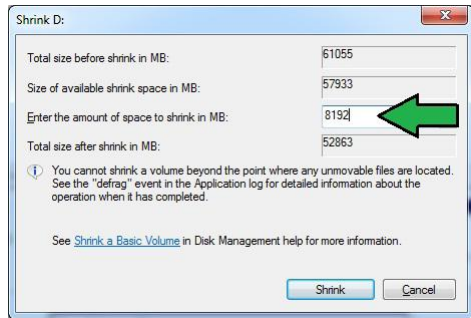 Shrink D:
Total size before shrink in MB: 61055
Size of available shrink space in MB: 57933
Enter the amount of space to shrink in MB: 8192
Total size after shrink in MB: 52863
You cannot shrink a volume beyond the point where any unmovable files are located.
See the "defrag" event in the Application log for detailed information about the
operation when it has completed.
See Shrink a Basic Volume in Disk Management help for more information.
Shrink Cancel